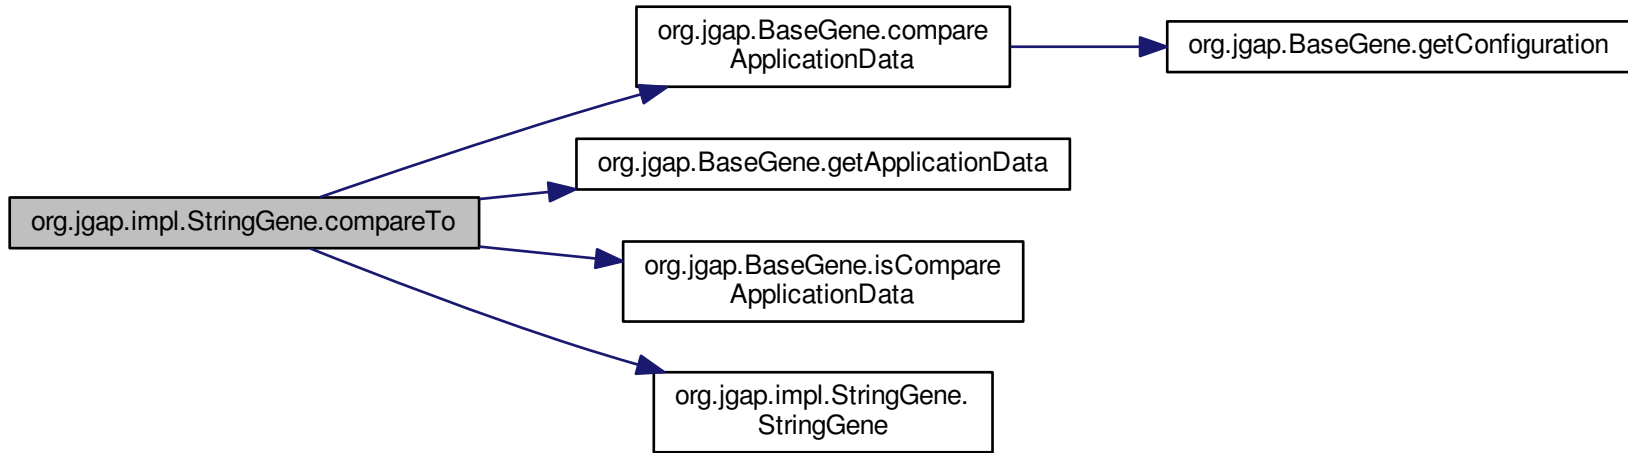 org.jgap.BaseGene.compare
ApplicationData
org.jgap.BaseGene.getConfiguration
org.jgap.BaseGene.getApplicationData
org.jgap.impl.StringGene.compareTo
org.jgap.BaseGene.isCompare
ApplicationData
org.jgap.impl.StringGene.
StringGene